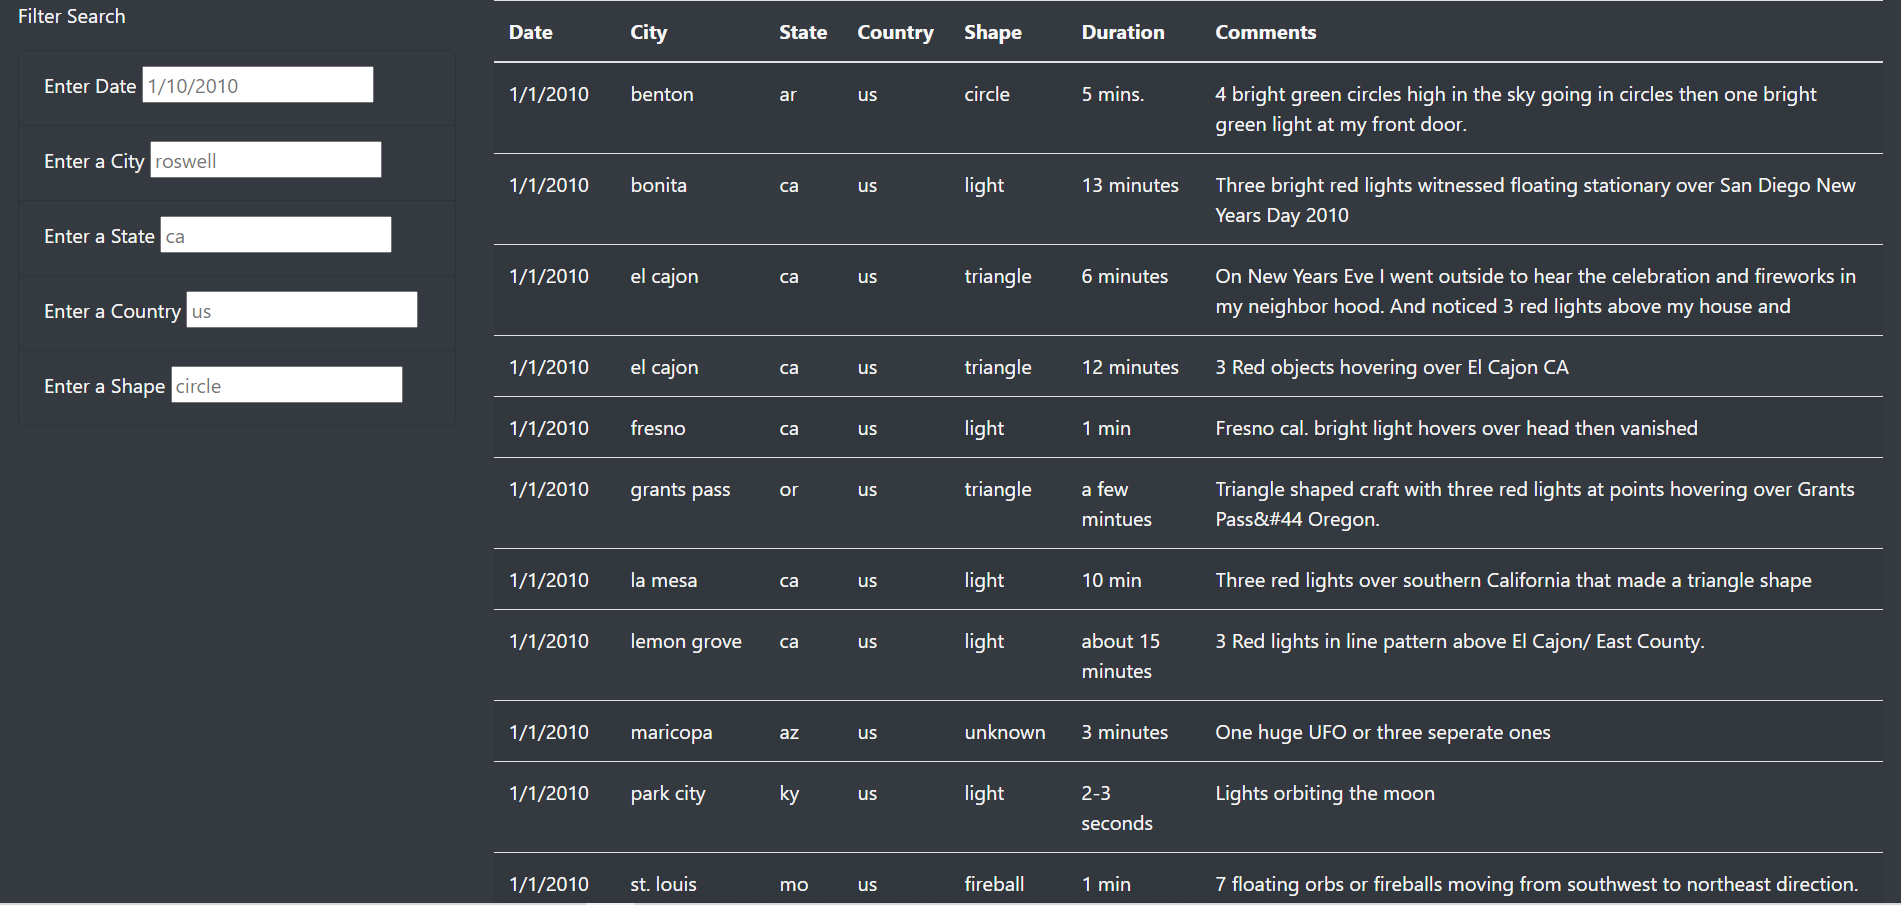 Filter Search
Enter Date 1/10/2010
Enter a City roswell
Enter a State ca
Enter a Country us
Enter a Shape circle
Date City State Country Shape Duration Comments
1/1/2010 benton ar us circle 5 mins. 4 bright green circles high in the sky going in circles then one bright
green light at my front door.
1/1/2010 bonita ca us light 13 minutes Three bright red lights witnessed floating stationary over San Diego New
Years Day 2010
1/1/2010 el cajon ca us triangle 6 minutes On New Years Eve I went outside to hear the celebration and fireworks in
my neighbor hood. And noticed 3 red lights above my house and
1/1/2010 el cajon ca us triangle 12 minutes 3 Red objects hovering over El Cajon CA
1/1/2010 fresno ca us light 1 min Fresno cal. bright light hovers over head then vanished
1/1/2010 grants pass or us triangle a few Triangle shaped craft with three red lights at points hovering over Grants
mintues Pass&#44 Oregon.
1/1/2010 la mesa ca us light 10 min Three red lights over southern California that made a triangle shape
1/1/2010 lemon grove ca us light about 15 3 Red lights in line pattern above El Cajon/ East County.
minutes
1/1/2010 maricopa az us unknown 3 minutes One huge UFO or three seperate ones
1/1/2010 park city ky us light 2-3 Lights orbiting the moon
seconds
1/1/2010 st. louis mo us fireball 1 min 7 floating orbs or fireballs moving from southwest to northeast direction.